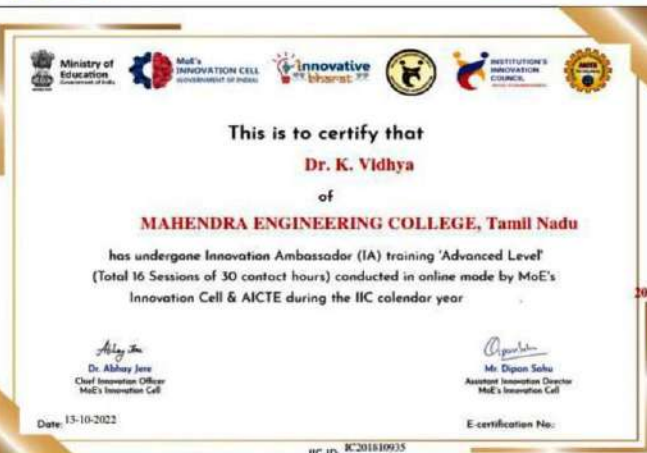 Ministry of
Education
Government of India
MoE's
INNOVATION CELL
(GOVERNMENT OF INDIA)
innovative
bharat
INSTITUTION'S
INNOVATION
COUNCIL
AICTE
This is to certify that
Dr. K. Vidhya
of
MAHENDRA ENGINEERING COLLEGE, Tamil Nadu
has undergone Innovation Ambassador (IA) training 'Advanced Level'
(Total 16 Sessions of 30 contact hours) conducted in online mode by MoE's
Innovation Cell & AICTE during the IIC calendar year
20
Dr. Abhay Jere
Chief Innovation Officer
MoE's Innovation Cell
Mr. Dipan Sahu
Assistant Innovation Director
MoE's Innovation Cell
Date: 13-10-2022
E-certification No.:
IIC ID IC201810935